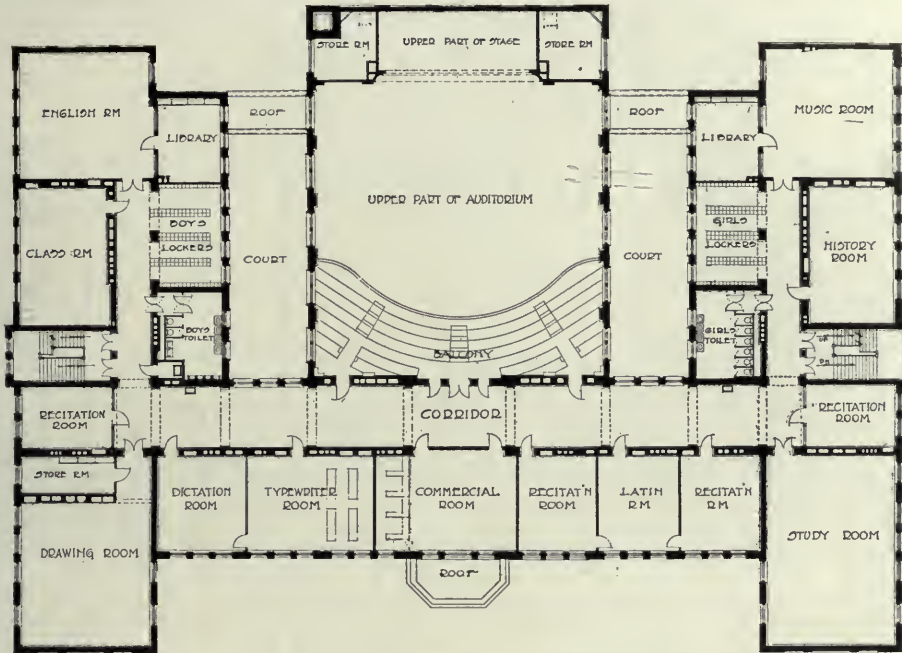 STORE RM
UPPER PART OF STAGE
STORE RM
ENGLISH RM
LIBRARY
ROOF
ROOF
LIBRARY
MUSIC ROOM
UPPER PART OF AUDITORIUM
BOYS
LOCKERS
GIRLS
LOCKERS
CLASS RM
COURT
COURT
HISTORY
ROOM
BOYS
TOILET
GIRLS
TOILET
BALCONY
UP
DN
RECITATION
ROOM
CORRIDOR
RECITATION
ROOM
STORE RM
DICTATION
ROOM
TYPEWRITER
ROOM
COMMERCIAL
ROOM
RECITAT'N
ROOM
LATIN
RM
RECITAT'N
RM
DRAWING ROOM
STUDY ROOM
ROOF